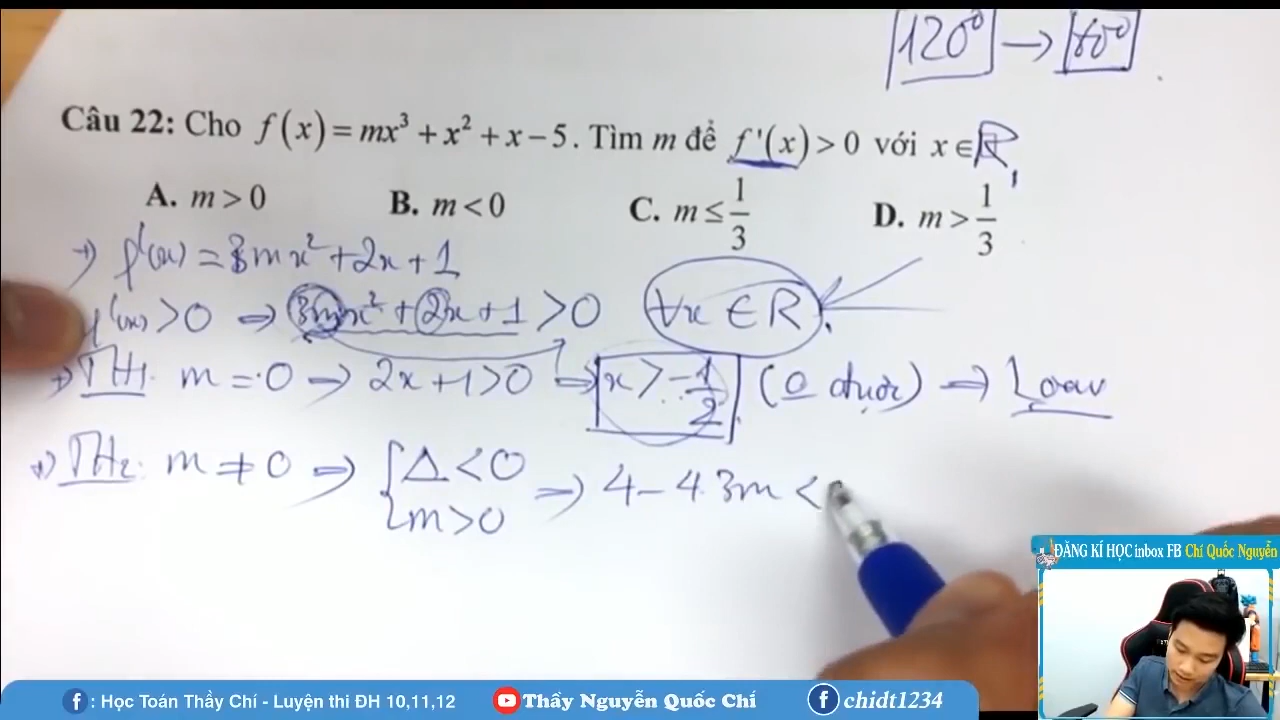 120° → 60°
Câu 22: Cho f(x) = mx³ + x² + x − 5. Tìm m để f'(x) > 0 với x ∈ R
A. m > 0 B. m < 0 C. m ≤ 1/3 D. m > 1/3
→) f'(x) = 3mx² + 2x + 1
f'(x) > 0 ⇒ 3mx² + 2x + 1 > 0 ∀x ∈ R.
+) TH1: m = 0 → 2x + 1 > 0 ⇒ x > -1/2 (0 được) ⇒ Loại
+) TH2: m ≠ 0 ⇒ { Δ < 0 ⇒ 4 − 4.3m <
m > 0
ĐĂNG KÍ HỌC inbox FB Chí Quốc Nguyễn
: Học Toán Thầy Chí - Luyện thi ĐH 10,11,12 Thầy Nguyễn Quốc Chí chidt1234